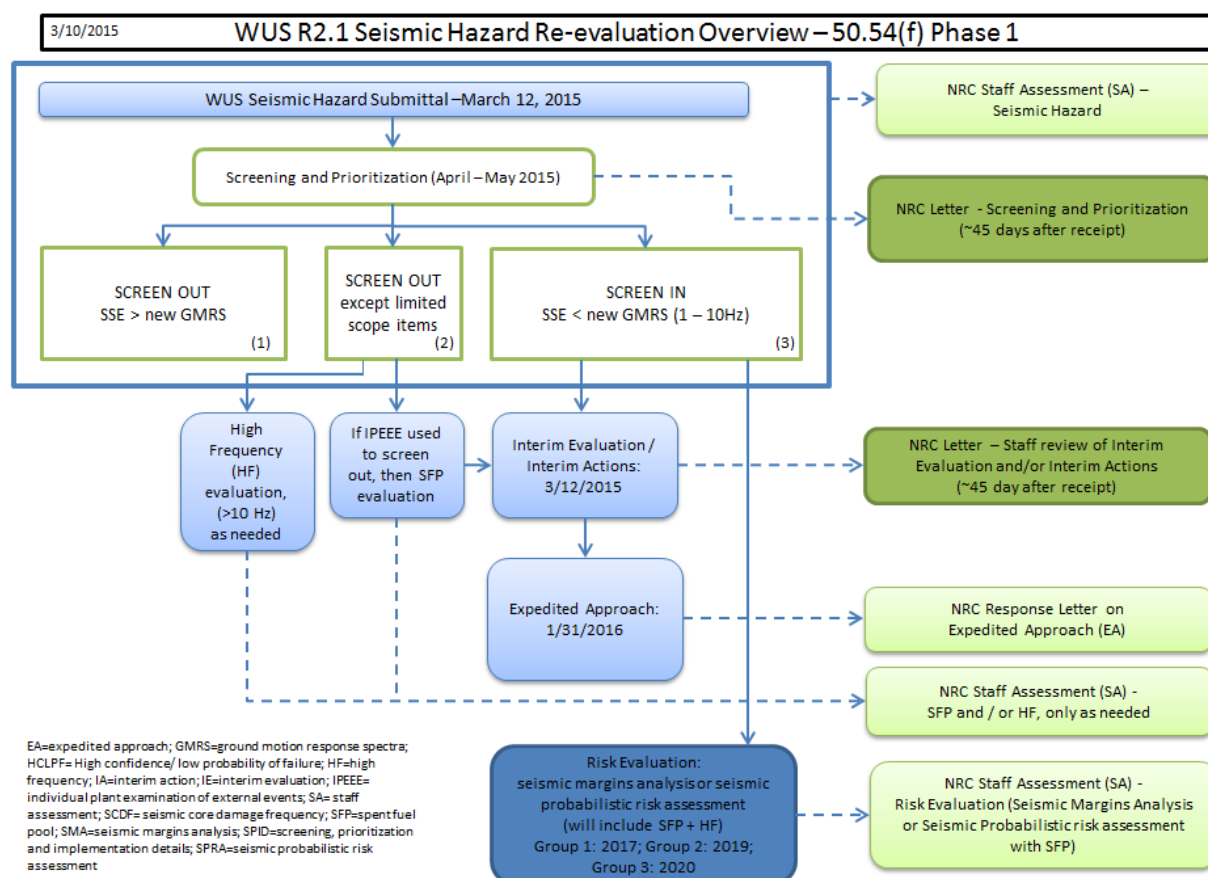 3/10/2015
WUS R2.1 Seismic Hazard Re-evaluation Overview – 50.54(f) Phase 1
WUS Seismic Hazard Submittal –March 12, 2015
NRC Staff Assessment (SA) –
Seismic Hazard
Screening and Prioritization (April – May 2015)
NRC Letter - Screening and Prioritization
(~45 days after receipt)
SCREEN OUT
SSE > new GMRS
(1)
SCREEN OUT
except limited
scope items
(2)
SCREEN IN
SSE < new GMRS (1 – 10Hz)
(3)
High
Frequency
(HF)
evaluation,
(>10 Hz)
as needed
If IPEEE used
to screen
out, then SFP
evaluation
Interim Evaluation /
Interim Actions:
3/12/2015
NRC Letter – Staff review of Interim
Evaluation and/or Interim Actions
(~45 day after receipt)
Expedited Approach:
1/31/2016
NRC Response Letter on
Expedited Approach (EA)
NRC Staff Assessment (SA) -
SFP and / or HF, only as needed
EA=expedited approach; GMRS=ground motion response spectra;
HCLPF= High confidence/ low probability of failure; HF=high
frequency; IA=interim action; IE=interim evaluation; IPEEE=
individual plant examination of external events; SA= staff
assessment; SCDF= seismic core damage frequency; SFP=spent fuel
pool; SMA=seismic margins analysis; SPID=screening, prioritization
and implementation details; SPRA=seismic probabilistic risk
assessment
Risk Evaluation:
seismic margins analysis or seismic
probabilistic risk assessment
(will include SFP + HF)
Group 1: 2017; Group 2: 2019;
Group 3: 2020
NRC Staff Assessment (SA) -
Risk Evaluation (Seismic Margins Analysis
or Seismic Probabilistic risk assessment
with SFP)